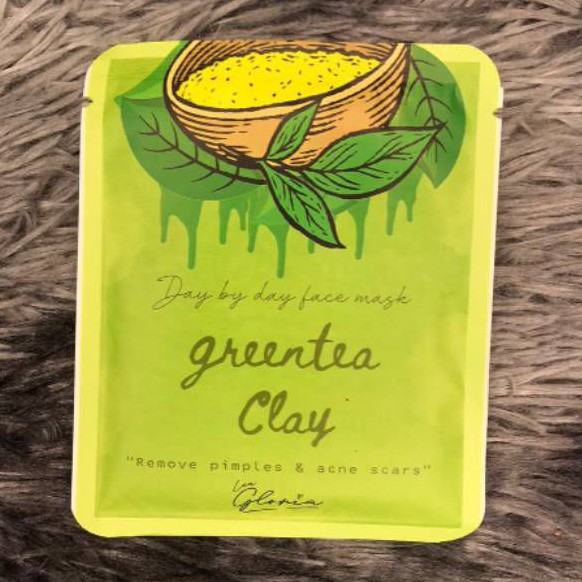 Day by day face mask
greentea
Clay
"Remove pimples & acne scars"
Gloria